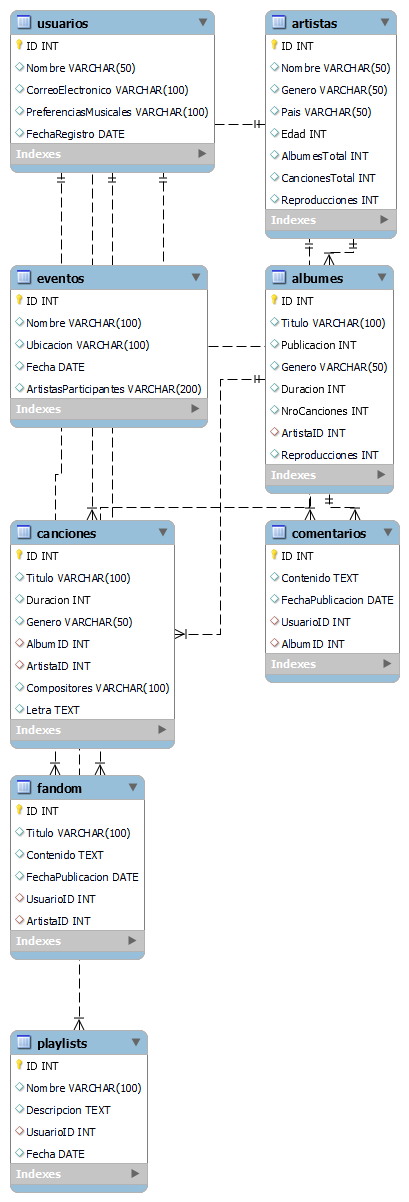 usuarios
ID INT
Nombre VARCHAR(50)
CorreoElectronico VARCHAR(100)
PreferenciasMusicales VARCHAR(100)
FechaRegistro DATE
Indexes
artistas
ID INT
Nombre VARCHAR(50)
Genero VARCHAR(50)
Pais VARCHAR(50)
Edad INT
AlbumesTotal INT
CancionesTotal INT
Reproducciones INT
Indexes
eventos
ID INT
Nombre VARCHAR(100)
Ubicacion VARCHAR(100)
Fecha DATE
ArtistasParticipantes VARCHAR(200)
Indexes
albumes
ID INT
Titulo VARCHAR(100)
Publicacion INT
Genero VARCHAR(50)
Duracion INT
NroCanciones INT
ArtistaID INT
Reproducciones INT
Indexes
canciones
ID INT
Titulo VARCHAR(100)
Duracion INT
Genero VARCHAR(50)
AlbumID INT
ArtistaID INT
Compositores VARCHAR(100)
Letra TEXT
Indexes
comentarios
ID INT
Contenido TEXT
FechaPublicacion DATE
UsuarioID INT
AlbumID INT
Indexes
fandom
ID INT
Titulo VARCHAR(100)
Contenido TEXT
FechaPublicacion DATE
UsuarioID INT
ArtistaID INT
Indexes
playlists
ID INT
Nombre VARCHAR(100)
Descripcion TEXT
UsuarioID INT
Fecha DATE
Indexes